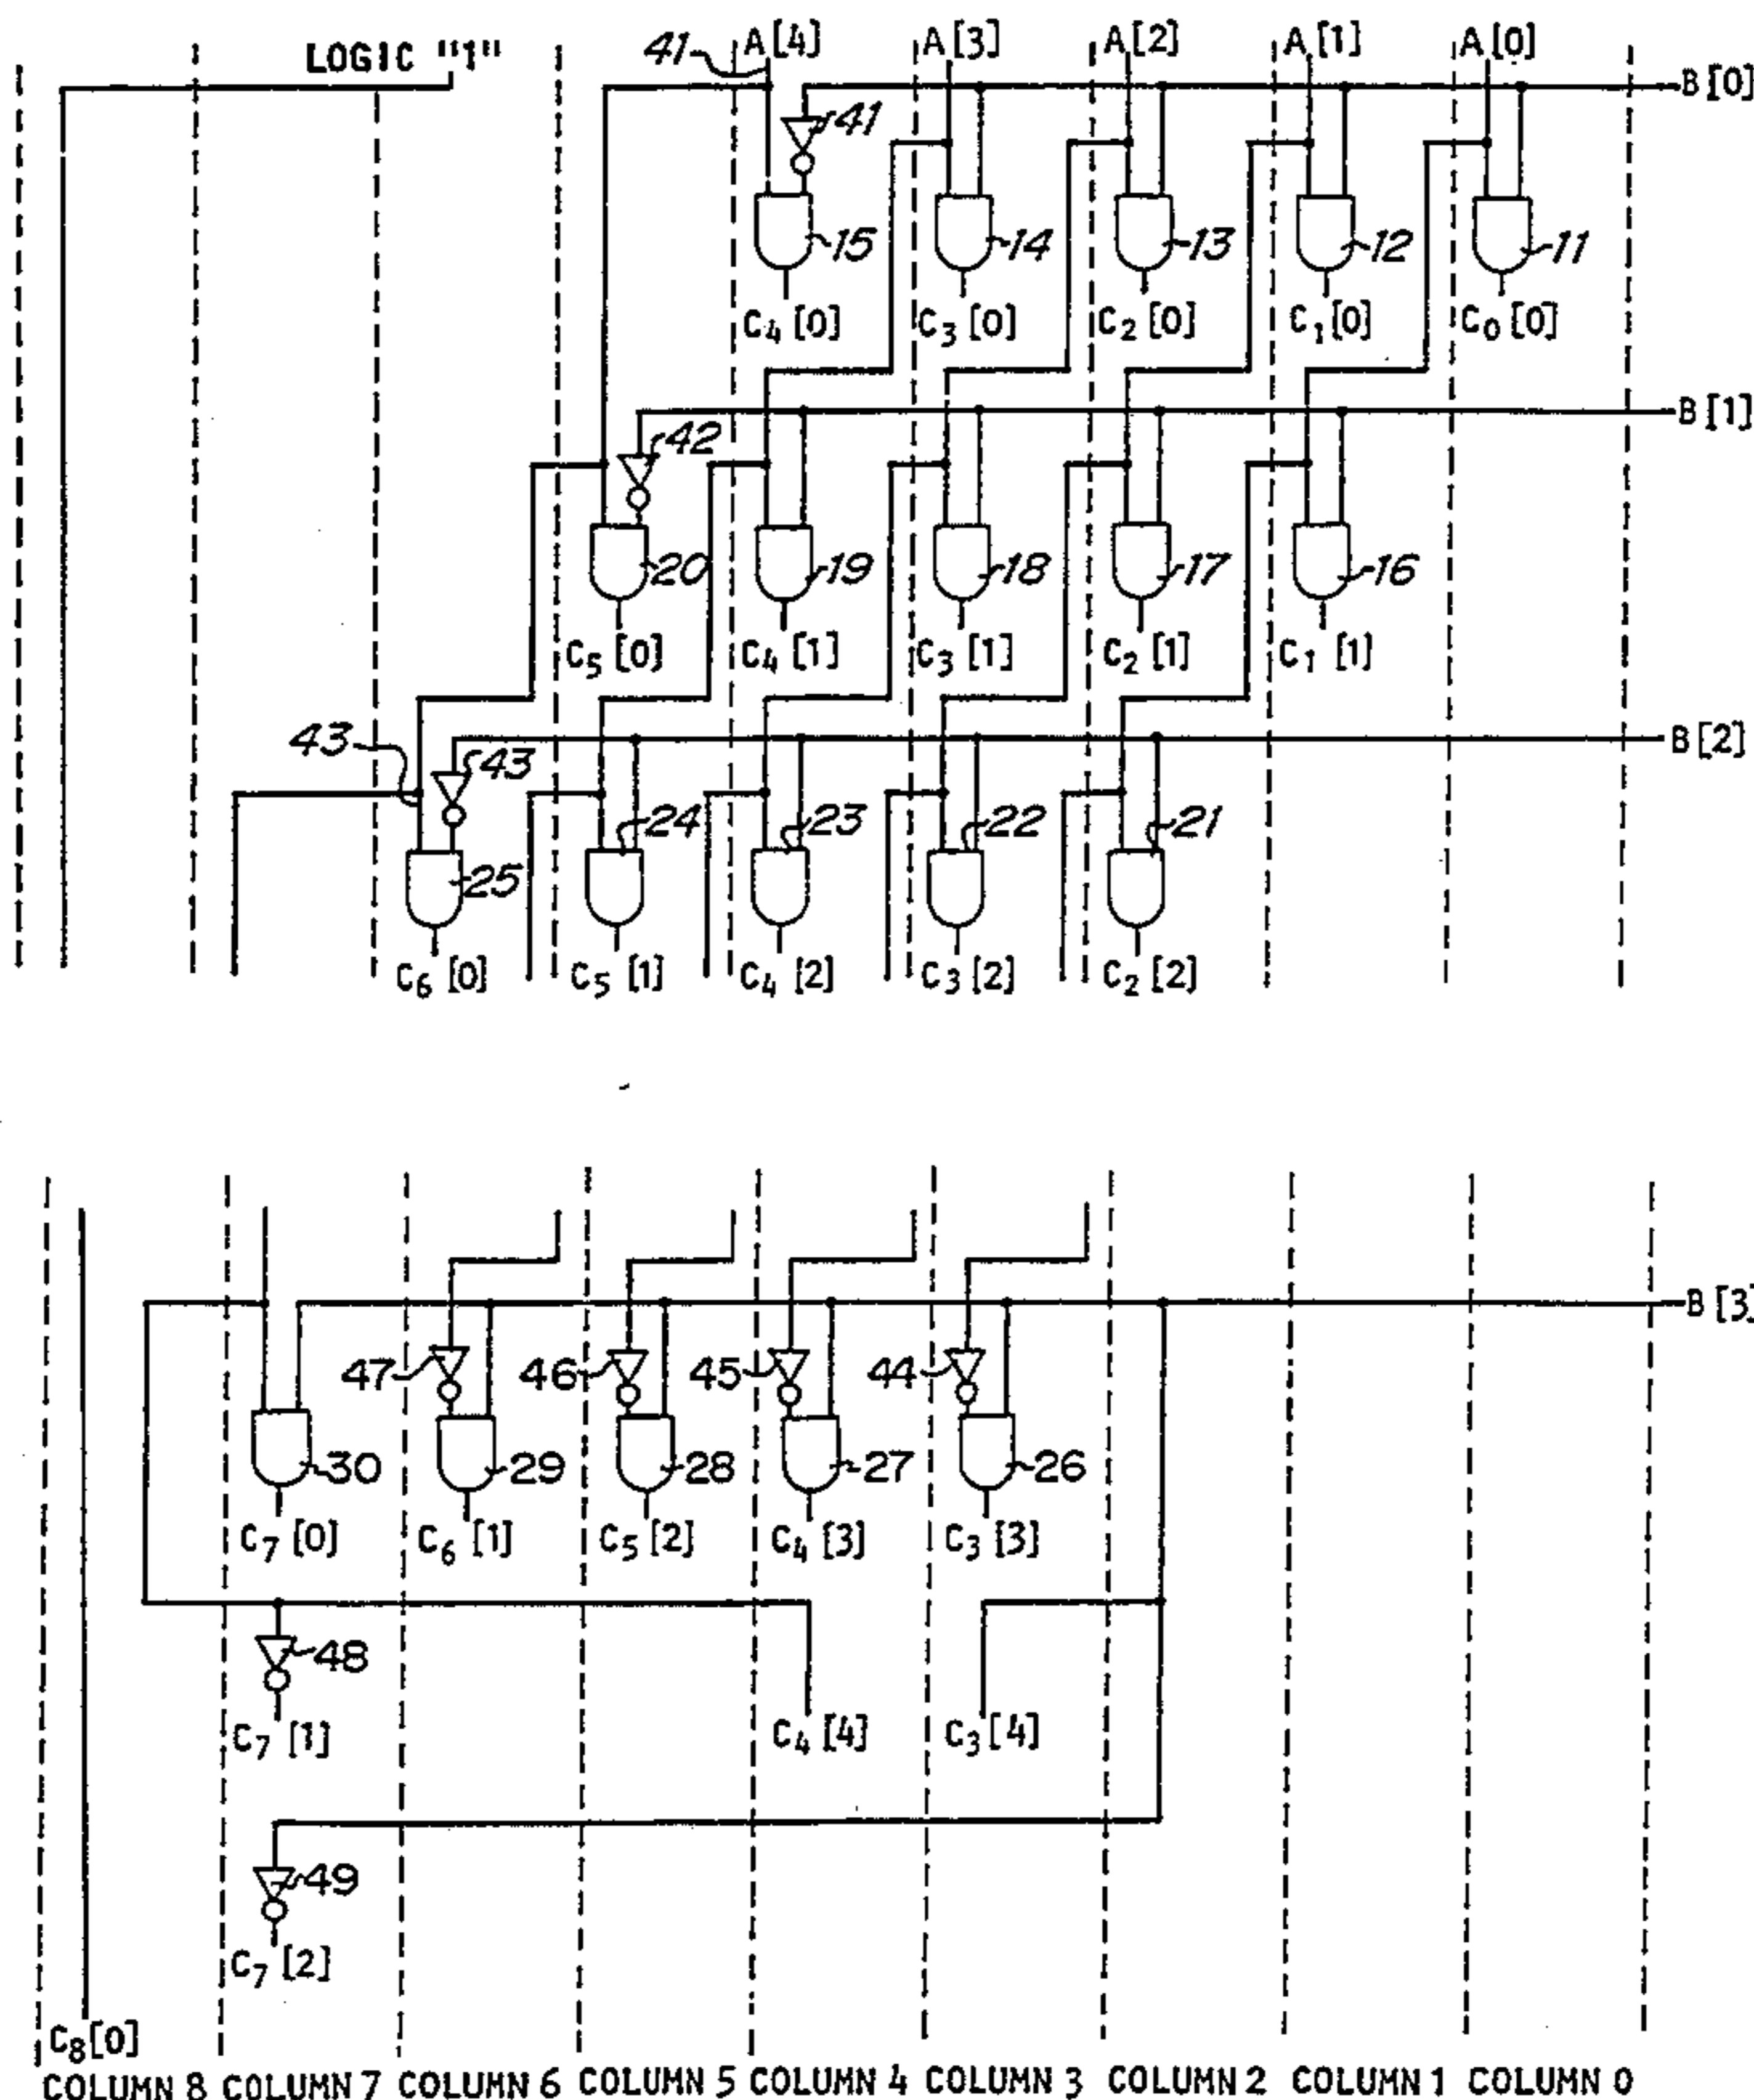 LOGIC "1" 41 A[4] A[3] A[2] A[1] A[0]
B[0]
41
15 14 13 12 11
C4[0] C3[0] C2[0] C1[0] C0[0]
B[1]
42
20 19 18 17 16
C5[0] C4[1] C3[1] C2[1] C1[1]
43 43 B[2]
24 23 22 21
25
C6[0] C5[1] C4[2] C3[2] C2[2]
B[3]
47 46 45 44
30 29 28 27 26
C7[0] C6[1] C5[2] C4[3] C3[3]
48
C7[1] C4[4] C3[4]
49
C7[2]
C8[0]
COLUMN 8 COLUMN 7 COLUMN 6 COLUMN 5 COLUMN 4 COLUMN 3 COLUMN 2 COLUMN 1 COLUMN 0